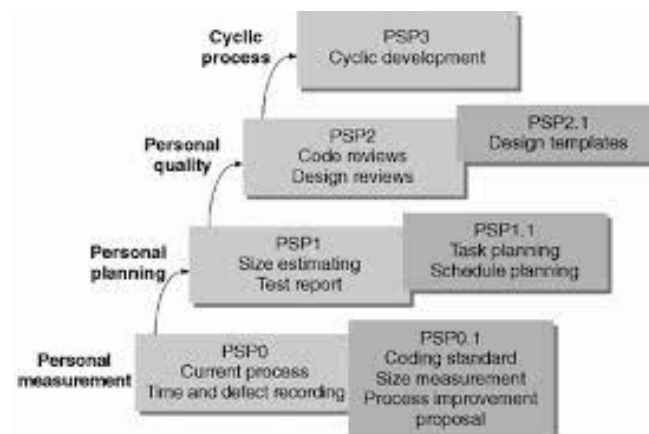 Cyclic
process
PSP3
Cyclic development
Personal
quality
PSP2
Code reviews
Design reviews
PSP2.1
Design templates
Personal
planning
PSP1
Size estimating
Test report
PSP1.1
Task planning
Schedule planning
Personal
measurement
PSP0
Current process
Time and defect recording
PSP0.1
Coding standard
Size measurement
Process improvement
proposal